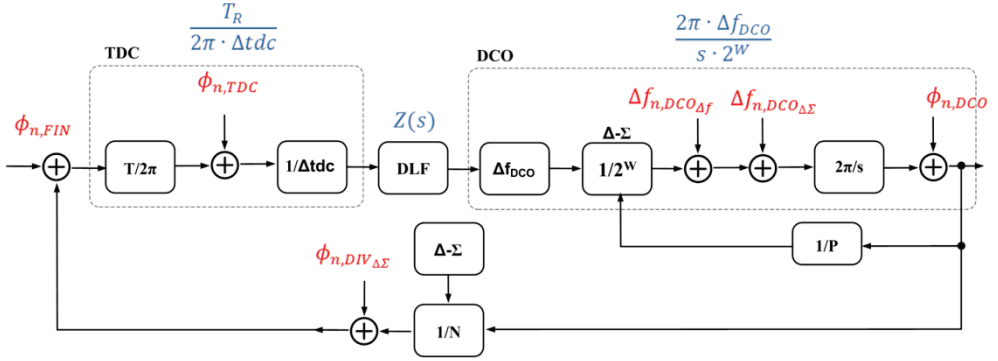 T_R
2π · Δtdc
2π · Δf_DCO
s · 2^W
TDC
DCO
ϕ_n,TDC
Δf_n,DCO_Δf
Δf_n,DCO_ΔΣ
ϕ_n,DCO
ϕ_n,FIN
Z(s)
Δ-Σ
T/2π
1/Δtdc
DLF
Δf_DCO
1/2^W
2π/s
1/P
ϕ_n,DIV_ΔΣ
Δ-Σ
1/N